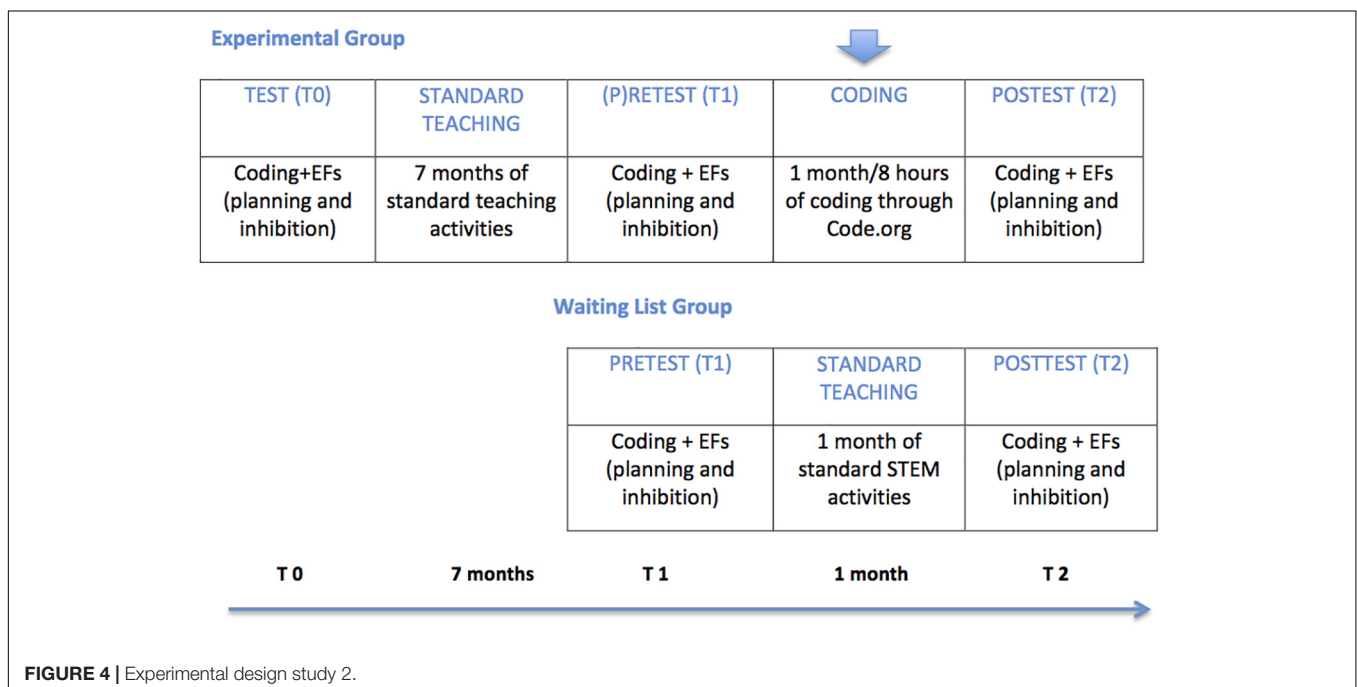 Experimental Group
TEST (T0) STANDARD TEACHING (P)RETEST (T1) CODING POSTEST (T2)
Coding+EFs (planning and inhibition) 7 months of standard teaching activities Coding + EFs (planning and inhibition) 1 month/8 hours of coding through Code.org Coding + EFs (planning and inhibition)
Waiting List Group
PRETEST (T1) STANDARD TEACHING POSTTEST (T2)
Coding + EFs (planning and inhibition) 1 month of standard STEM activities Coding + EFs (planning and inhibition)
T 0 7 months T 1 1 month T 2
FIGURE 4 | Experimental design study 2.